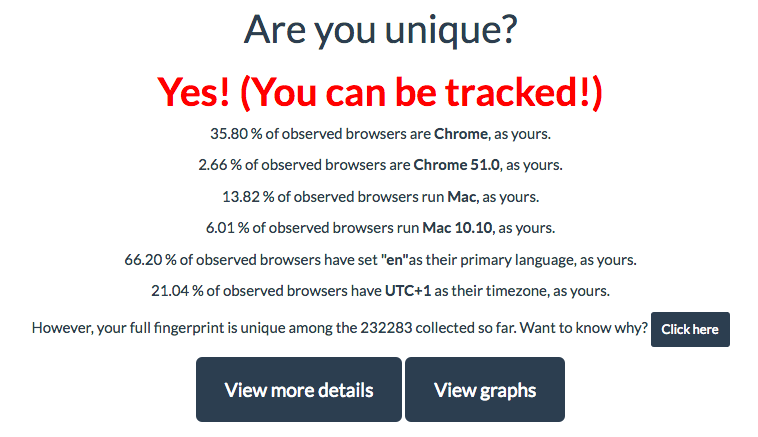 Are you unique?
Yes! (You can be tracked!)
35.80 % of observed browsers are Chrome, as yours.
2.66 % of observed browsers are Chrome 51.0, as yours.
13.82 % of observed browsers run Mac, as yours.
6.01 % of observed browsers run Mac 10.10, as yours.
66.20 % of observed browsers have set "en"as their primary language, as yours.
21.04 % of observed browsers have UTC+1 as their timezone, as yours.
However, your full fingerprint is unique among the 232283 collected so far. Want to know why? Click here
View more details View graphs